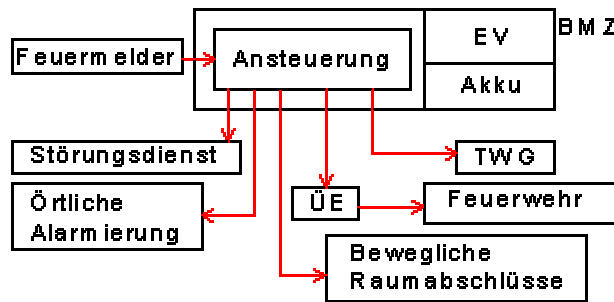 EV
BMZ
Feuermelder
Ansteuerung
Akku
Störungsdienst
TWG
Örtliche
Alarmierung
ÜE
Feuerwehr
Bewegliche
Raumabschlüsse